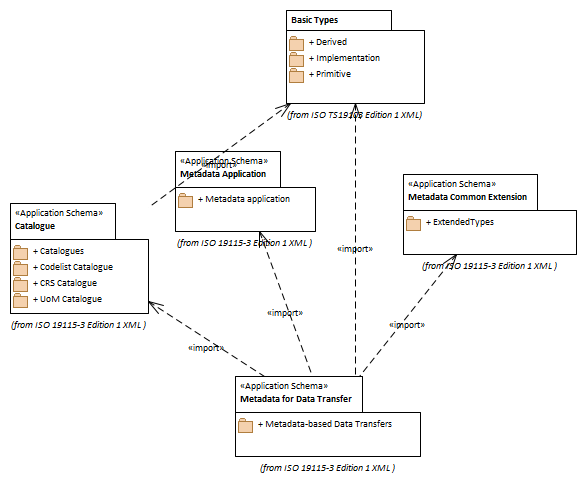 Basic Types
+ Derived
+ Implementation
+ Primitive
(from ISO TS19103 Edition 1 XML)
«Application Schema»
Metadata Application
«import»
+ Metadata application
(from ISO 19115-3 Edition 1 XML )
«Application Schema»
Metadata Common Extension
+ ExtendedTypes
(from ISO 19115-3 Edition 1 XML )
«Application Schema»
Catalogue
+ Catalogues
+ Codelist Catalogue
+ CRS Catalogue
+ UoM Catalogue
(from ISO 19115-3 Edition 1 XML )
«import»
«import»
«import»
«import»
«Application Schema»
Metadata for Data Transfer
+ Metadata-based Data Transfers
(from ISO 19115-3 Edition 1 XML )